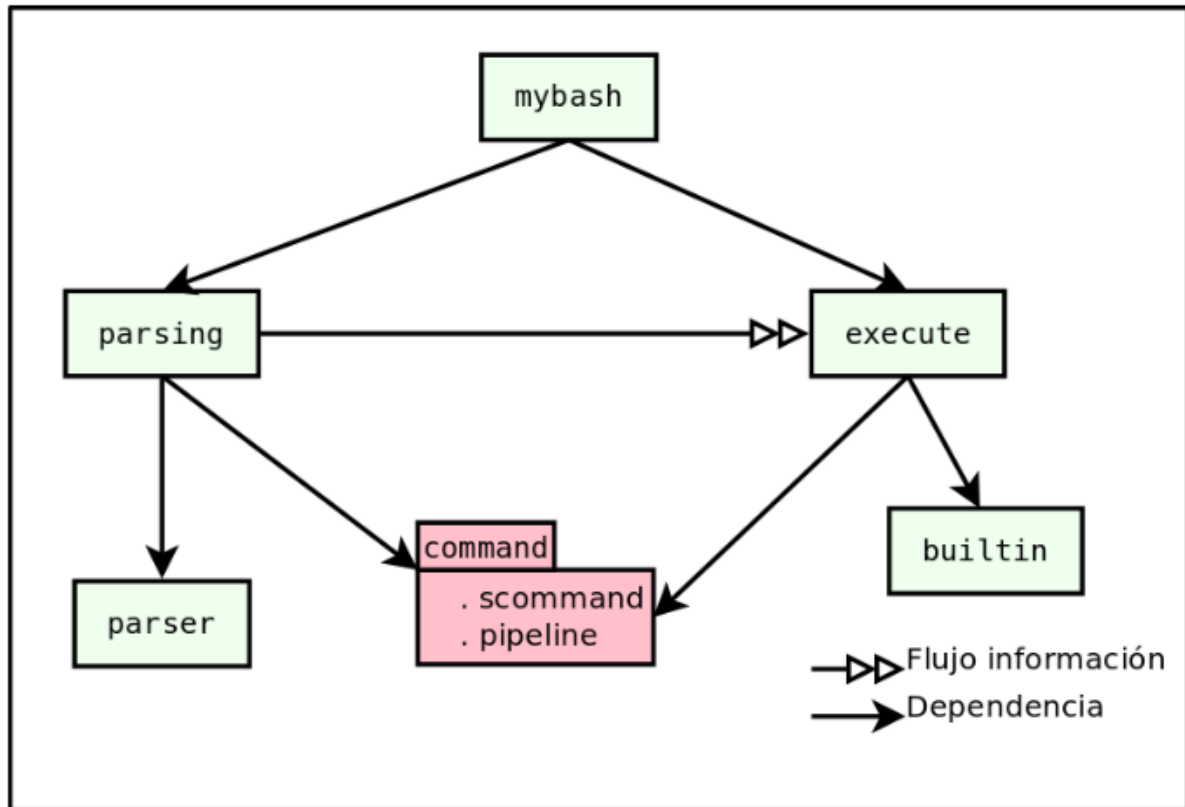 mybash
parsing
execute
command
. scommand
. pipeline
builtin
parser
Flujo información
Dependencia